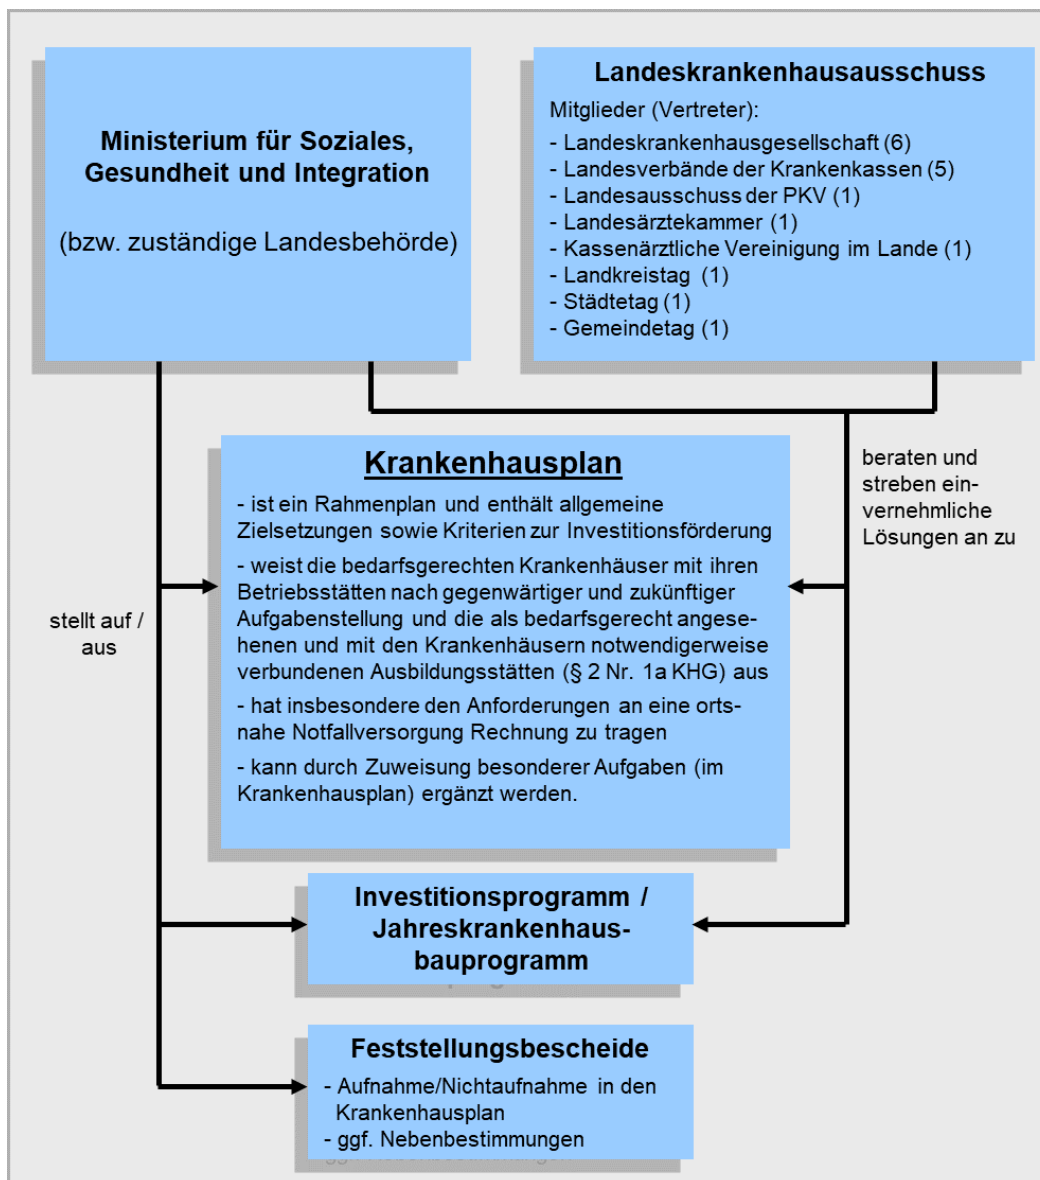 Ministerium für Soziales,
Gesundheit und Integration
(bzw. zuständige Landesbehörde)
Landeskrankenhausausschuss
Mitglieder (Vertreter):
- Landeskrankenhausgesellschaft (6)
- Landesverbände der Krankenkassen (5)
- Landesausschuss der PKV (1)
- Landesärztekammer (1)
- Kassenärztliche Vereinigung im Lande (1)
- Landkreistag (1)
- Städtetag (1)
- Gemeindetag (1)
Krankenhausplan
- ist ein Rahmenplan und enthält allgemeine
Zielsetzungen sowie Kriterien zur Investitionsförderung
- weist die bedarfsgerechten Krankenhäuser mit ihren
Betriebsstätten nach gegenwärtiger und zukünftiger
Aufgabenstellung und die als bedarfsgerecht angese-
henen und mit den Krankenhäusern notwendigerweise
verbundenen Ausbildungsstätten (§ 2 Nr. 1a KHG) aus
- hat insbesondere den Anforderungen an eine orts-
nahe Notfallversorgung Rechnung zu tragen
- kann durch Zuweisung besonderer Aufgaben (im
Krankenhausplan) ergänzt werden.
beraten und
streben ein-
vernehmliche
Lösungen an zu
stellt auf /
aus
Investitionsprogramm /
Jahreskrankenhaus-
bauprogramm
Feststellungsbescheide
- Aufnahme/Nichtaufnahme in den
Krankenhausplan
- ggf. Nebenbestimmungen